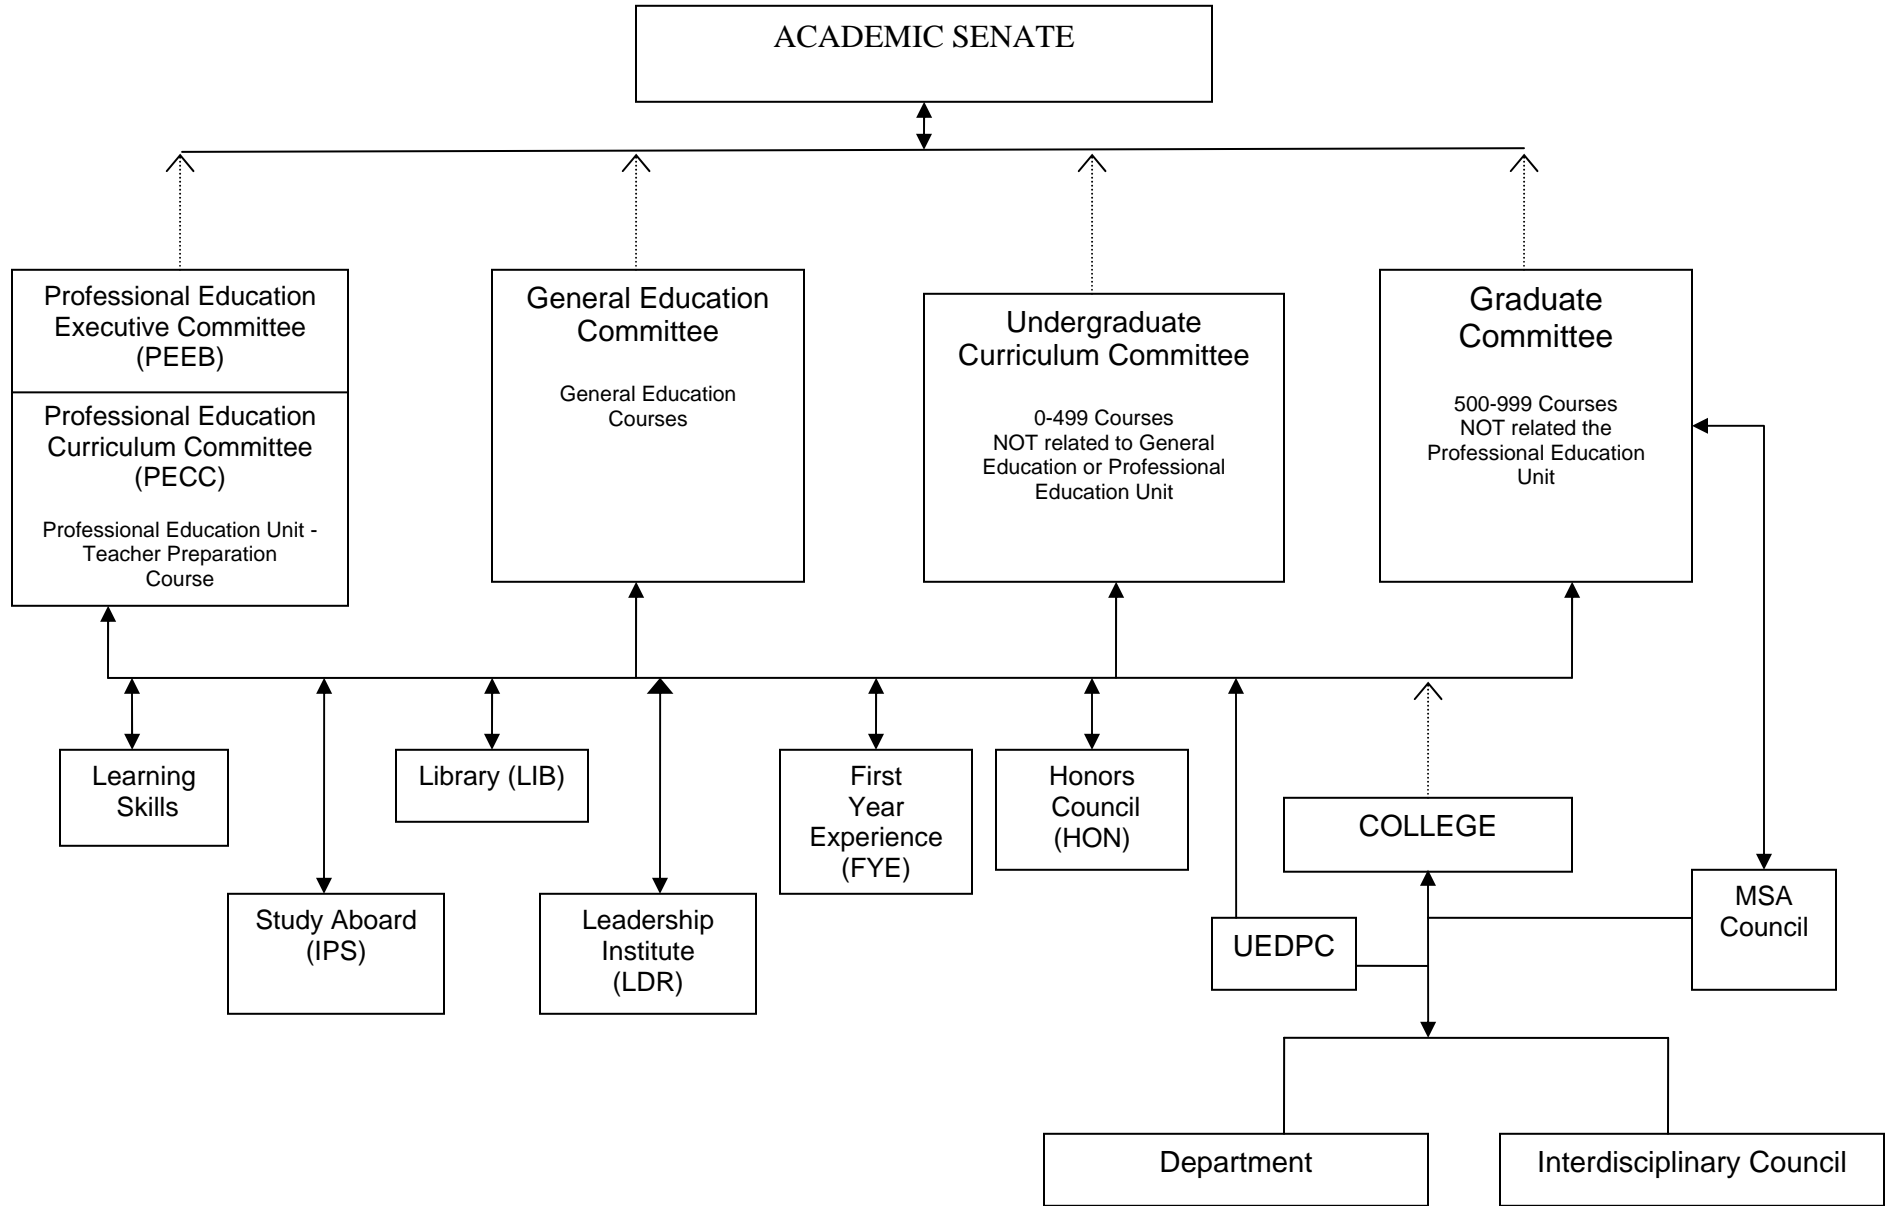 ACADEMIC SENATE
Professional Education
Executive Committee
(PEEB)
Professional Education
Curriculum Committee
(PECC)
Professional Education Unit -
Teacher Preparation
Course
General Education
Committee
General Education
Courses
Undergraduate
Curriculum Committee
0-499 Courses
NOT related to General
Education or Professional
Education Unit
Graduate
Committee
500-999 Courses
NOT related the
Professional Education
Unit
Learning
Skills
Study Aboard
(IPS)
Library (LIB)
Leadership
Institute
(LDR)
First
Year
Experience
(FYE)
Honors
Council
(HON)
UEDPC
COLLEGE
MSA
Council
Department
Interdisciplinary Council